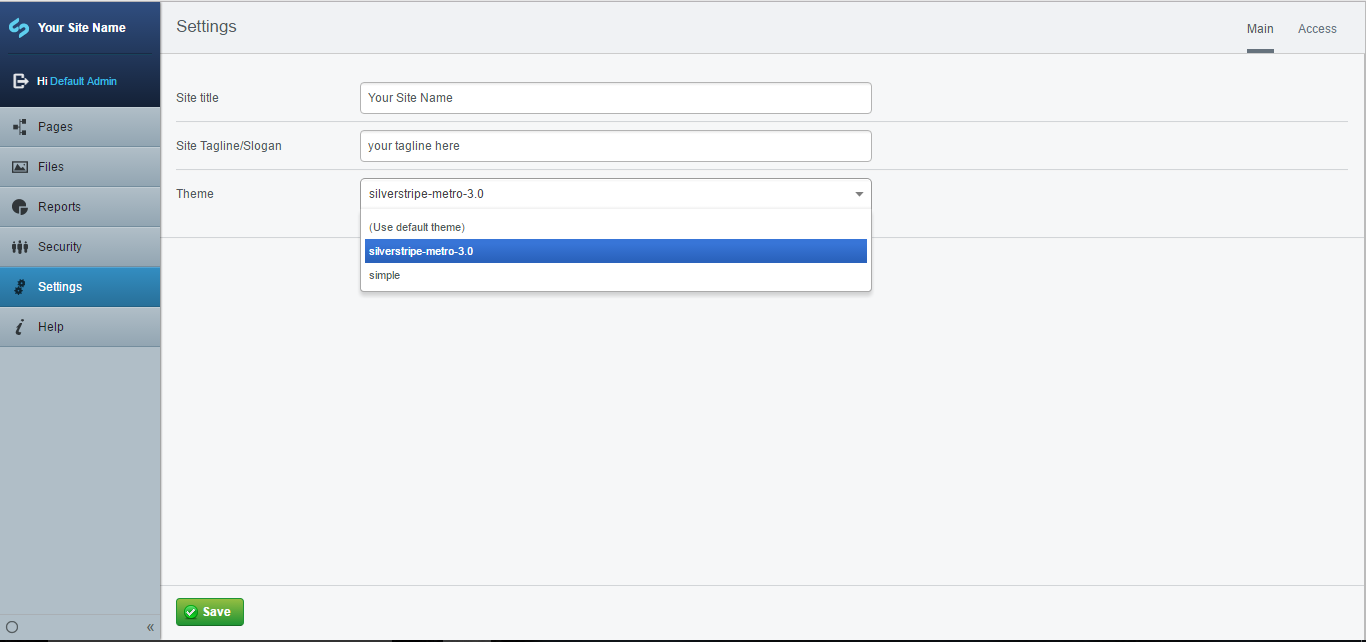 Your Site Name
Hi Default Admin
Pages
Files
Reports
Security
Settings
Help
«
Settings
Main Access
Site title Your Site Name
Site Tagline/Slogan your tagline here
Theme silverstripe-metro-3.0
(Use default theme)
silverstripe-metro-3.0
simple
Save